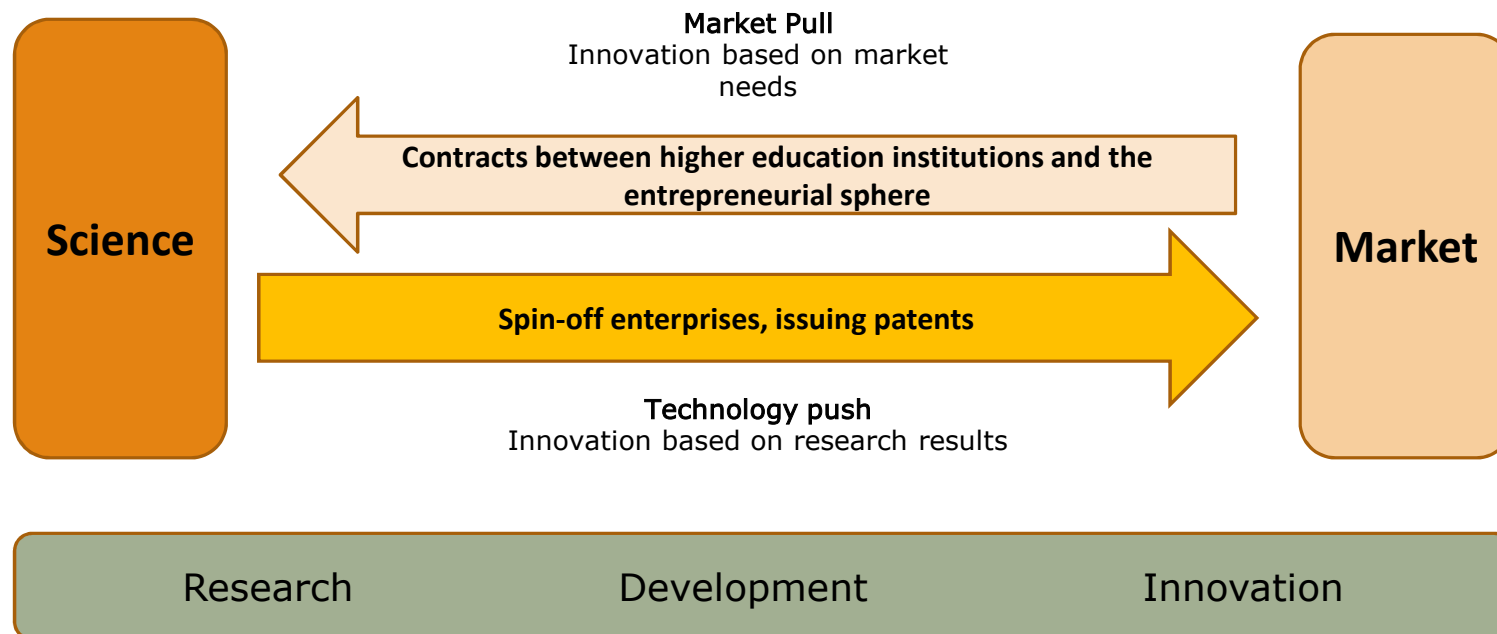 Market Pull
Innovation based on market
needs
Contracts between higher education institutions and the
entrepreneurial sphere
Science
Market
Spin-off enterprises, issuing patents
Technology push
Innovation based on research results
Research Development Innovation